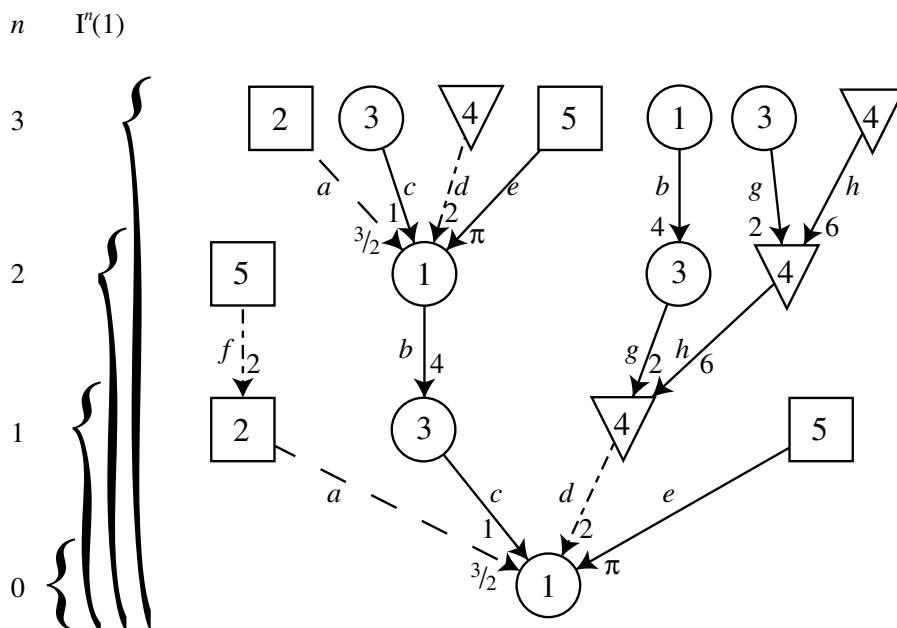 n Iⁿ(1)
3 2 3 4 5 1 3 4
a c d e b g h
3/2 1 2 π 4 2 6
2 5 1 3 4
f 2 b 4 g 2 h 6
1 2 3 4 5
a c d e
3/2 1 2 π
0 1